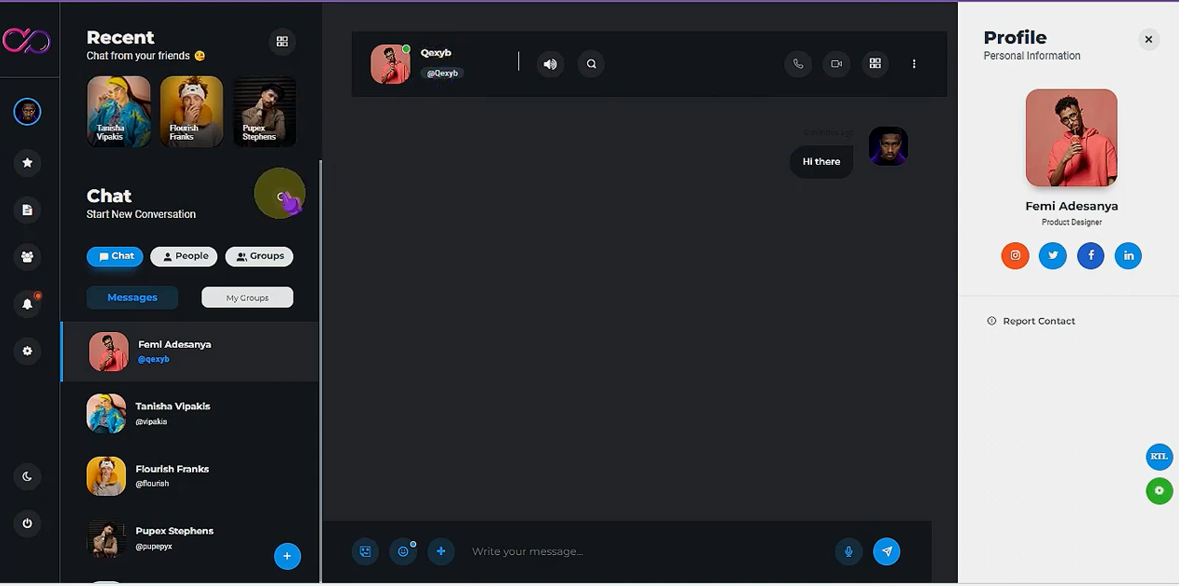 Recent
Chat from your friends
Tanisha
Vipakis
Flourish
Franks
Pupex
Stephens
Chat
Start New Conversation
Chat
People
Groups
Messages
My Groups
Femi Adesanya
@qexyb
Tanisha Vipakis
Flourish Franks
@flourish
Pupex Stephens
@pupepyx
Qexyb
@Qexyb
Hi there
Write your message...
Profile
Personal Information
Femi Adesanya
Product Designer
Report Contact
RTL